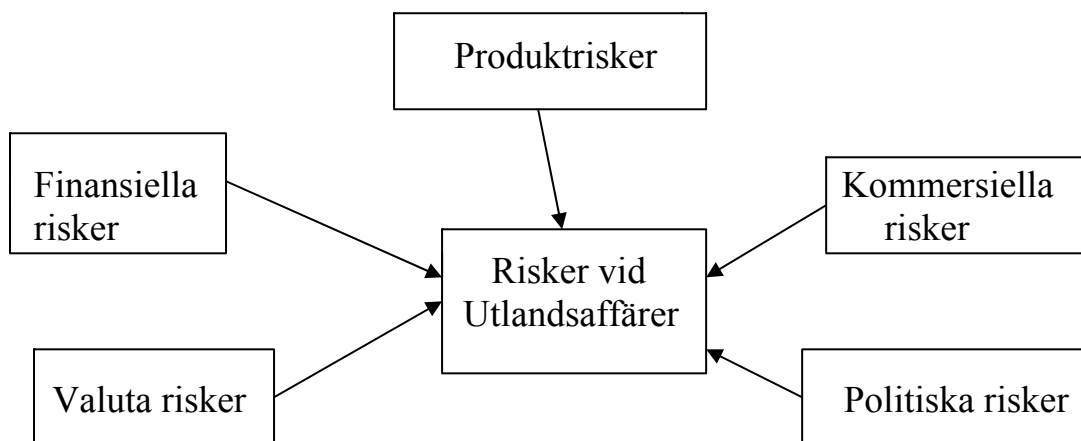 Produktrisker
Finansiella
risker
Kommersiella
risker
Risker vid
Utlandsaffärer
Valuta risker
Politiska risker